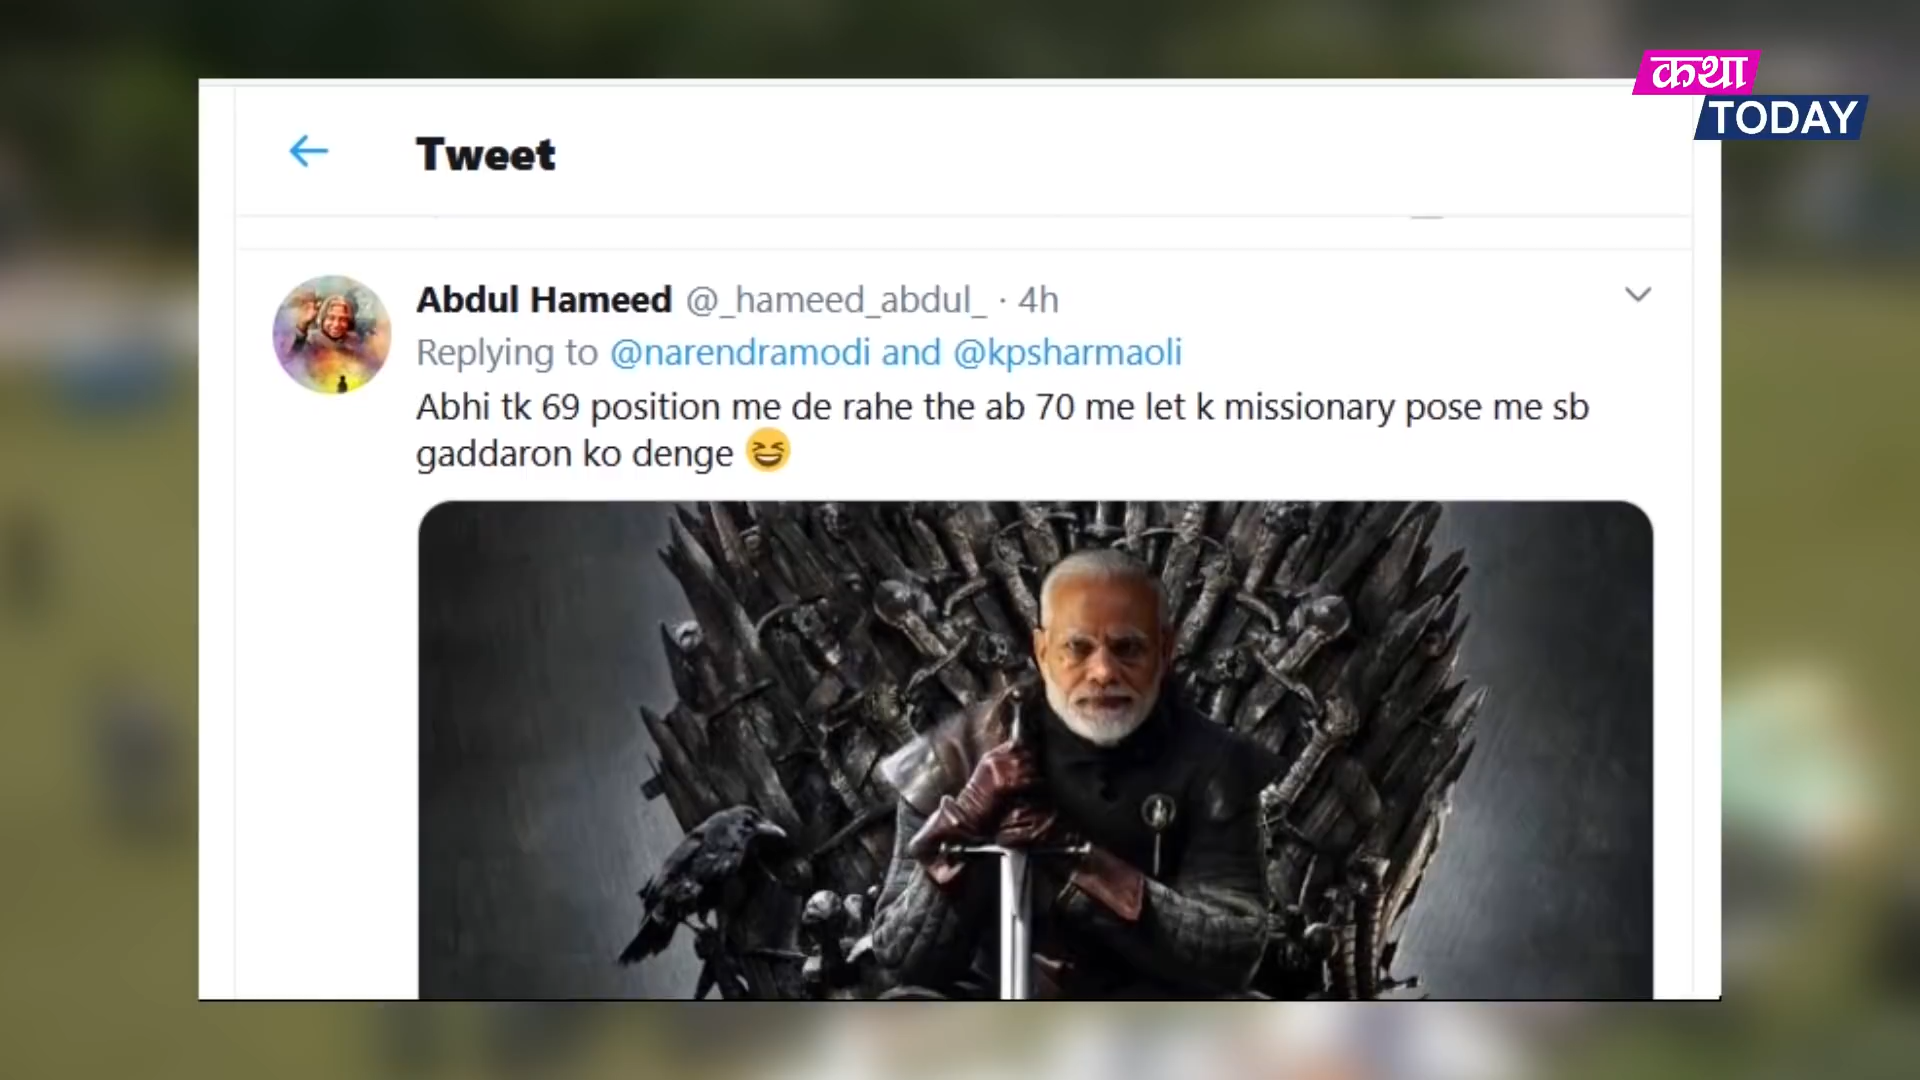 कथा
TODAY
Tweet
Abdul Hameed @_hameed_abdul_ · 4h
Replying to @narendramodi and @kpsharmaoli
Abhi tk 69 position me de rahe the ab 70 me let k missionary pose me sb
gaddaron ko denge 😆